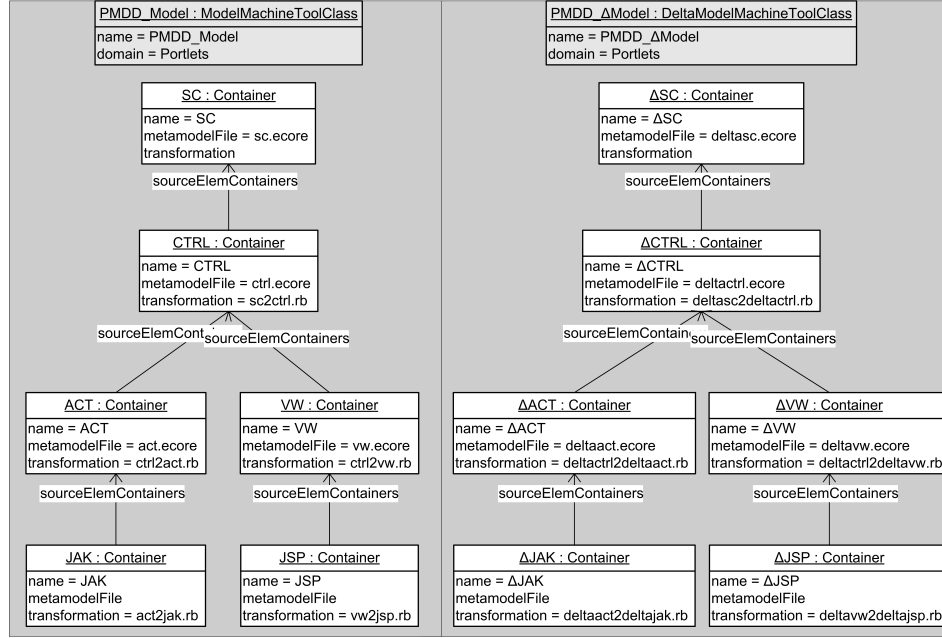 PMDD_Model : ModelMachineToolClass
name = PMDD_Model
domain = Portlets
SC : Container
name = SC
metamodelFile = sc.ecore
transformation
sourceElemContainers
CTRL : Container
name = CTRL
metamodelFile = ctrl.ecore
transformation = sc2ctrl.rb
sourceElemCont
sourceElemContainers
ACT : Container
name = ACT
metamodelFile = act.ecore
transformation = ctrl2act.rb
VW : Container
name = VW
metamodelFile = vw.ecore
transformation = ctrl2vw.rb
sourceElemContainers
sourceElemContainers
JAK : Container
name = JAK
metamodelFile
transformation = act2jak.rb
JSP : Container
name = JSP
metamodelFile
transformation = vw2jsp.rb
PMDD_ΔModel : DeltaModelMachineToolClass
name = PMDD_ΔModel
domain = Portlets
ΔSC : Container
name = ΔSC
metamodelFile = deltasc.ecore
transformation
sourceElemContainers
ΔCTRL : Container
name = ΔCTRL
metamodelFile = deltactrl.ecore
transformation = deltasc2deltactrl.rb
sourceElemContain
sourceElemContainers
ΔACT : Container
name = ΔACT
metamodelFile = deltaact.ecore
transformation = deltactrl2deltaact.rb
ΔVW : Container
name = ΔVW
metamodelFile = deltavw.ecore
transformation = deltactrl2deltavw.rb
sourceElemContainers
sourceElemContainers
ΔJAK : Container
name = ΔJAK
metamodelFile
transformation = deltaact2deltajak.rb
ΔJSP : Container
name = ΔJSP
metamodelFile
transformation = deltavw2deltajsp.rb